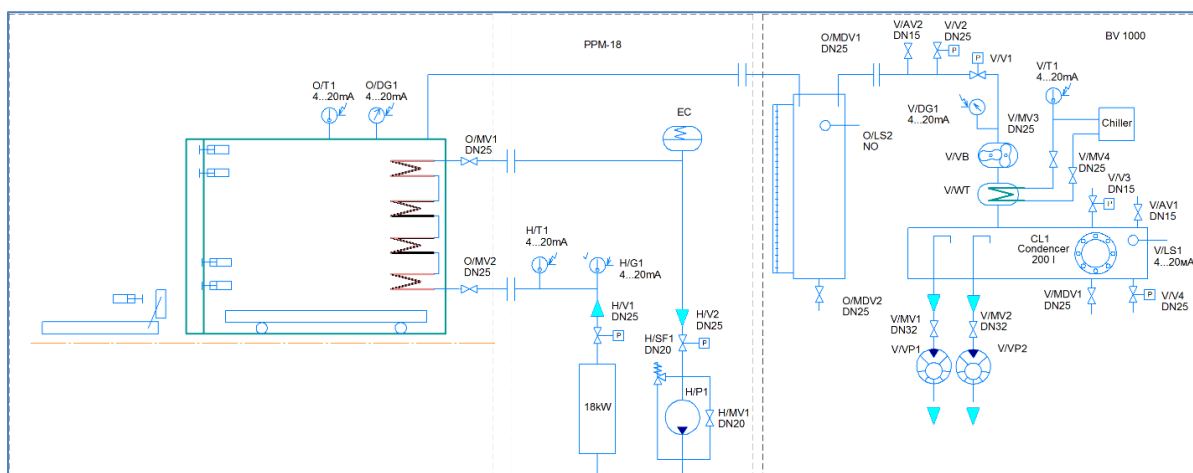 PPM-18
BV 1000
O/T1
4...20mA
O/DG1
4...20mA
O/MV1
DN25
EC
O/MV2
DN25
H/T1
4...20mA
H/G1
4...20mA
H/V1
DN25
H/V2
DN25
P
P
H/SF1
DN20
H/P1
H/MV1
DN20
18kW
O/MDV1
DN25
V/AV2
DN15
V/V2
DN25
P
P
V/V1
V/T1
4...20mA
V/DG1
4...20mA
O/LS2
NO
V/MV3
DN25
Chiller
V/VB
V/MV4
DN25
V/WT
V/V3
DN15
P
V/AV1
DN15
CL1
Condencer
200 l
V/LS1
4...20мА
O/MDV2
DN25
V/MDV1
DN25
P
V/V4
DN25
V/MV1
DN32
V/MV2
DN32
V/VP1
V/VP2